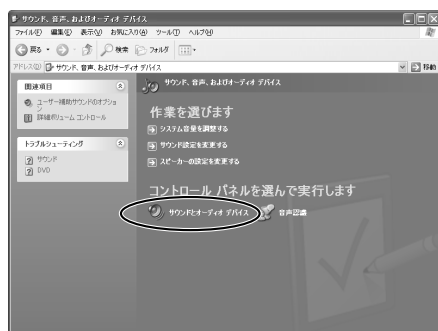 サウンド、音声、およびオーディオ デバイス
ファイル(F) 編集(E) 表示(V) お気に入り(A) ツール(T) ヘルプ(H)
戻る 検索 フォルダ
アドレス(D) サウンド、音声、およびオーディオ デバイス 移動
関連項目
ユーザー補助サウンドのオプション
詳細ボリューム コントロール
トラブルシューティング
サウンド
DVD
サウンド、音声、およびオーディオ デバイス
作業を選びます
システム音量を調整する
サウンド設定を変更する
スピーカーの設定を変更する
コントロール パネルを選んで実行します
サウンドとオーディオ デバイス 音声認識